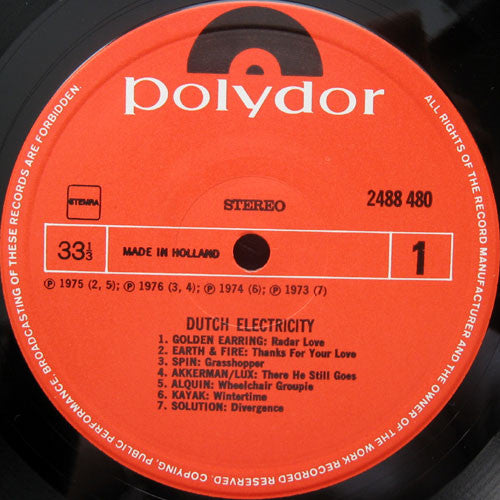 polydor
STEMRA
STEREO
2488 480
33 1/3
MADE IN HOLLAND
1
Ⓟ 1975 (2, 5); Ⓟ 1976 (3, 4); Ⓟ 1974 (6); Ⓟ 1973 (7)
DUTCH ELECTRICITY
1. GOLDEN EARRING: Radar Love
2. EARTH & FIRE: Thanks For Your Love
3. SPIN: Grasshopper
4. AKKERMAN/LUX: There He Still Goes
5. ALQUIN: Wheelchair Groupie
6. KAYAK: Wintertime
7. SOLUTION: Divergence
ALL RIGHTS OF THE RECORD MANUFACTURER AND THE OWNER OF THE WORK RECORDED RESERVED. COPYING, PUBLIC PERFORMANCE, BROADCASTING OF THESE RECORDS ARE FORBIDDEN.